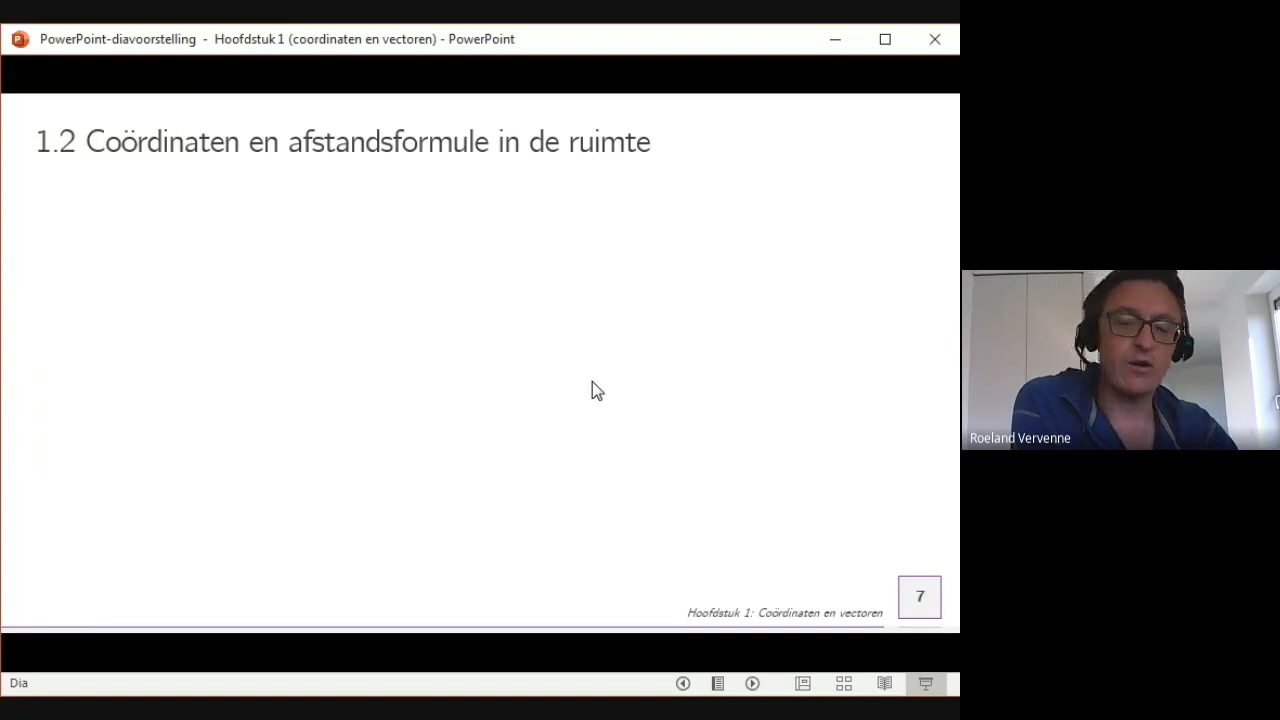 PowerPoint-diavoorstelling - Hoofdstuk 1 (coordinaten en vectoren) - PowerPoint
1.2 Coördinaten en afstandsformule in de ruimte
Roeland Vervenne
7
Hoofdstuk 1: Coördinaten en vectoren
Dia